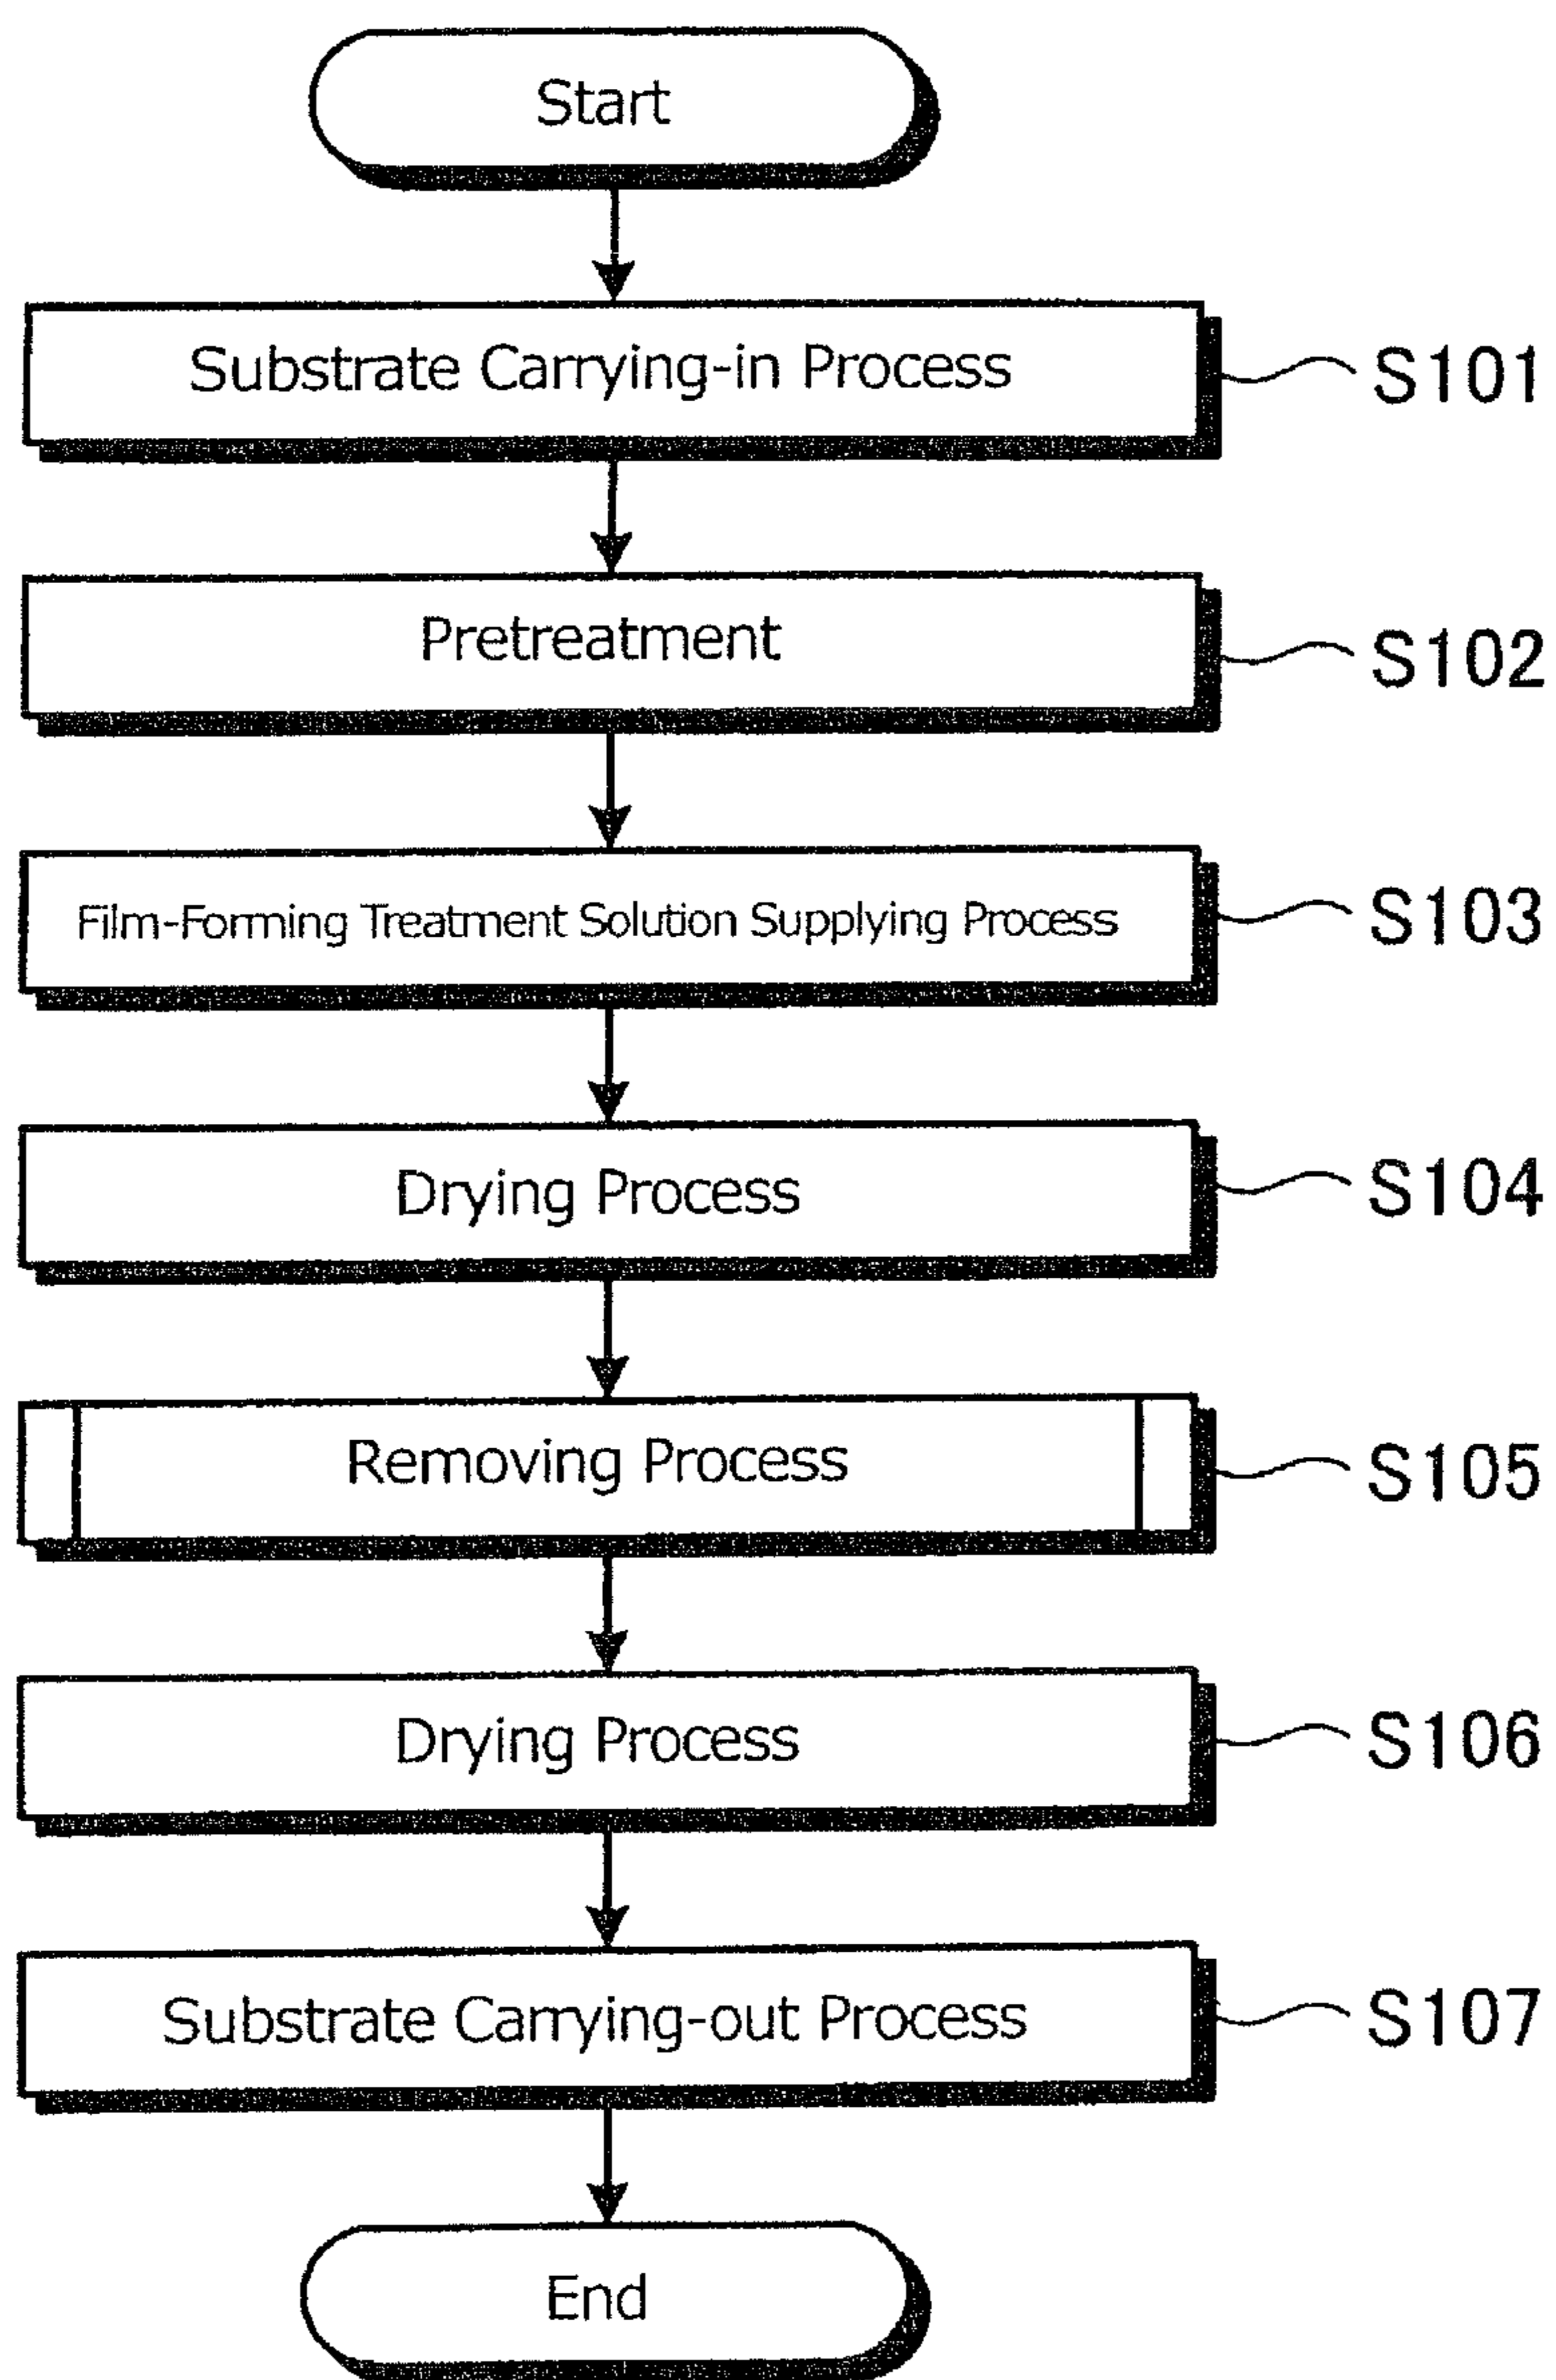 Start
Substrate Carrying-in Process
S101
Pretreatment
S102
Film-Forming Treatment Solution Supplying Process
S103
Drying Process
S104
Removing Process
S105
Drying Process
S106
Substrate Carrying-out Process
S107
End